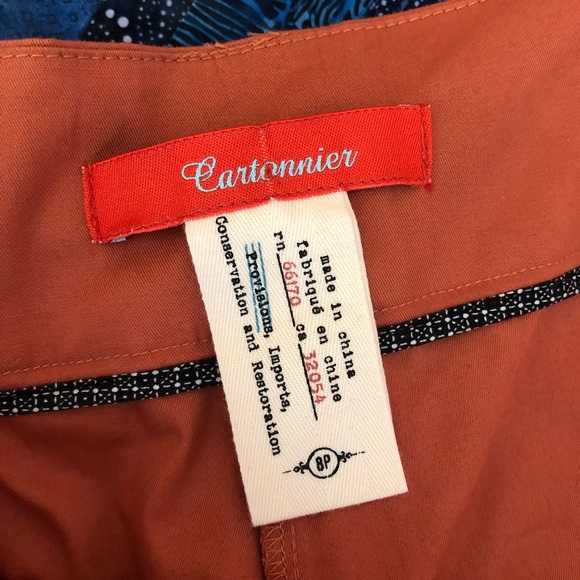 Cartonnier
made in china
fabriqué en chine
rn 66170 ca 32054
Provisions, Imports,
Conservation and Restoration
8P